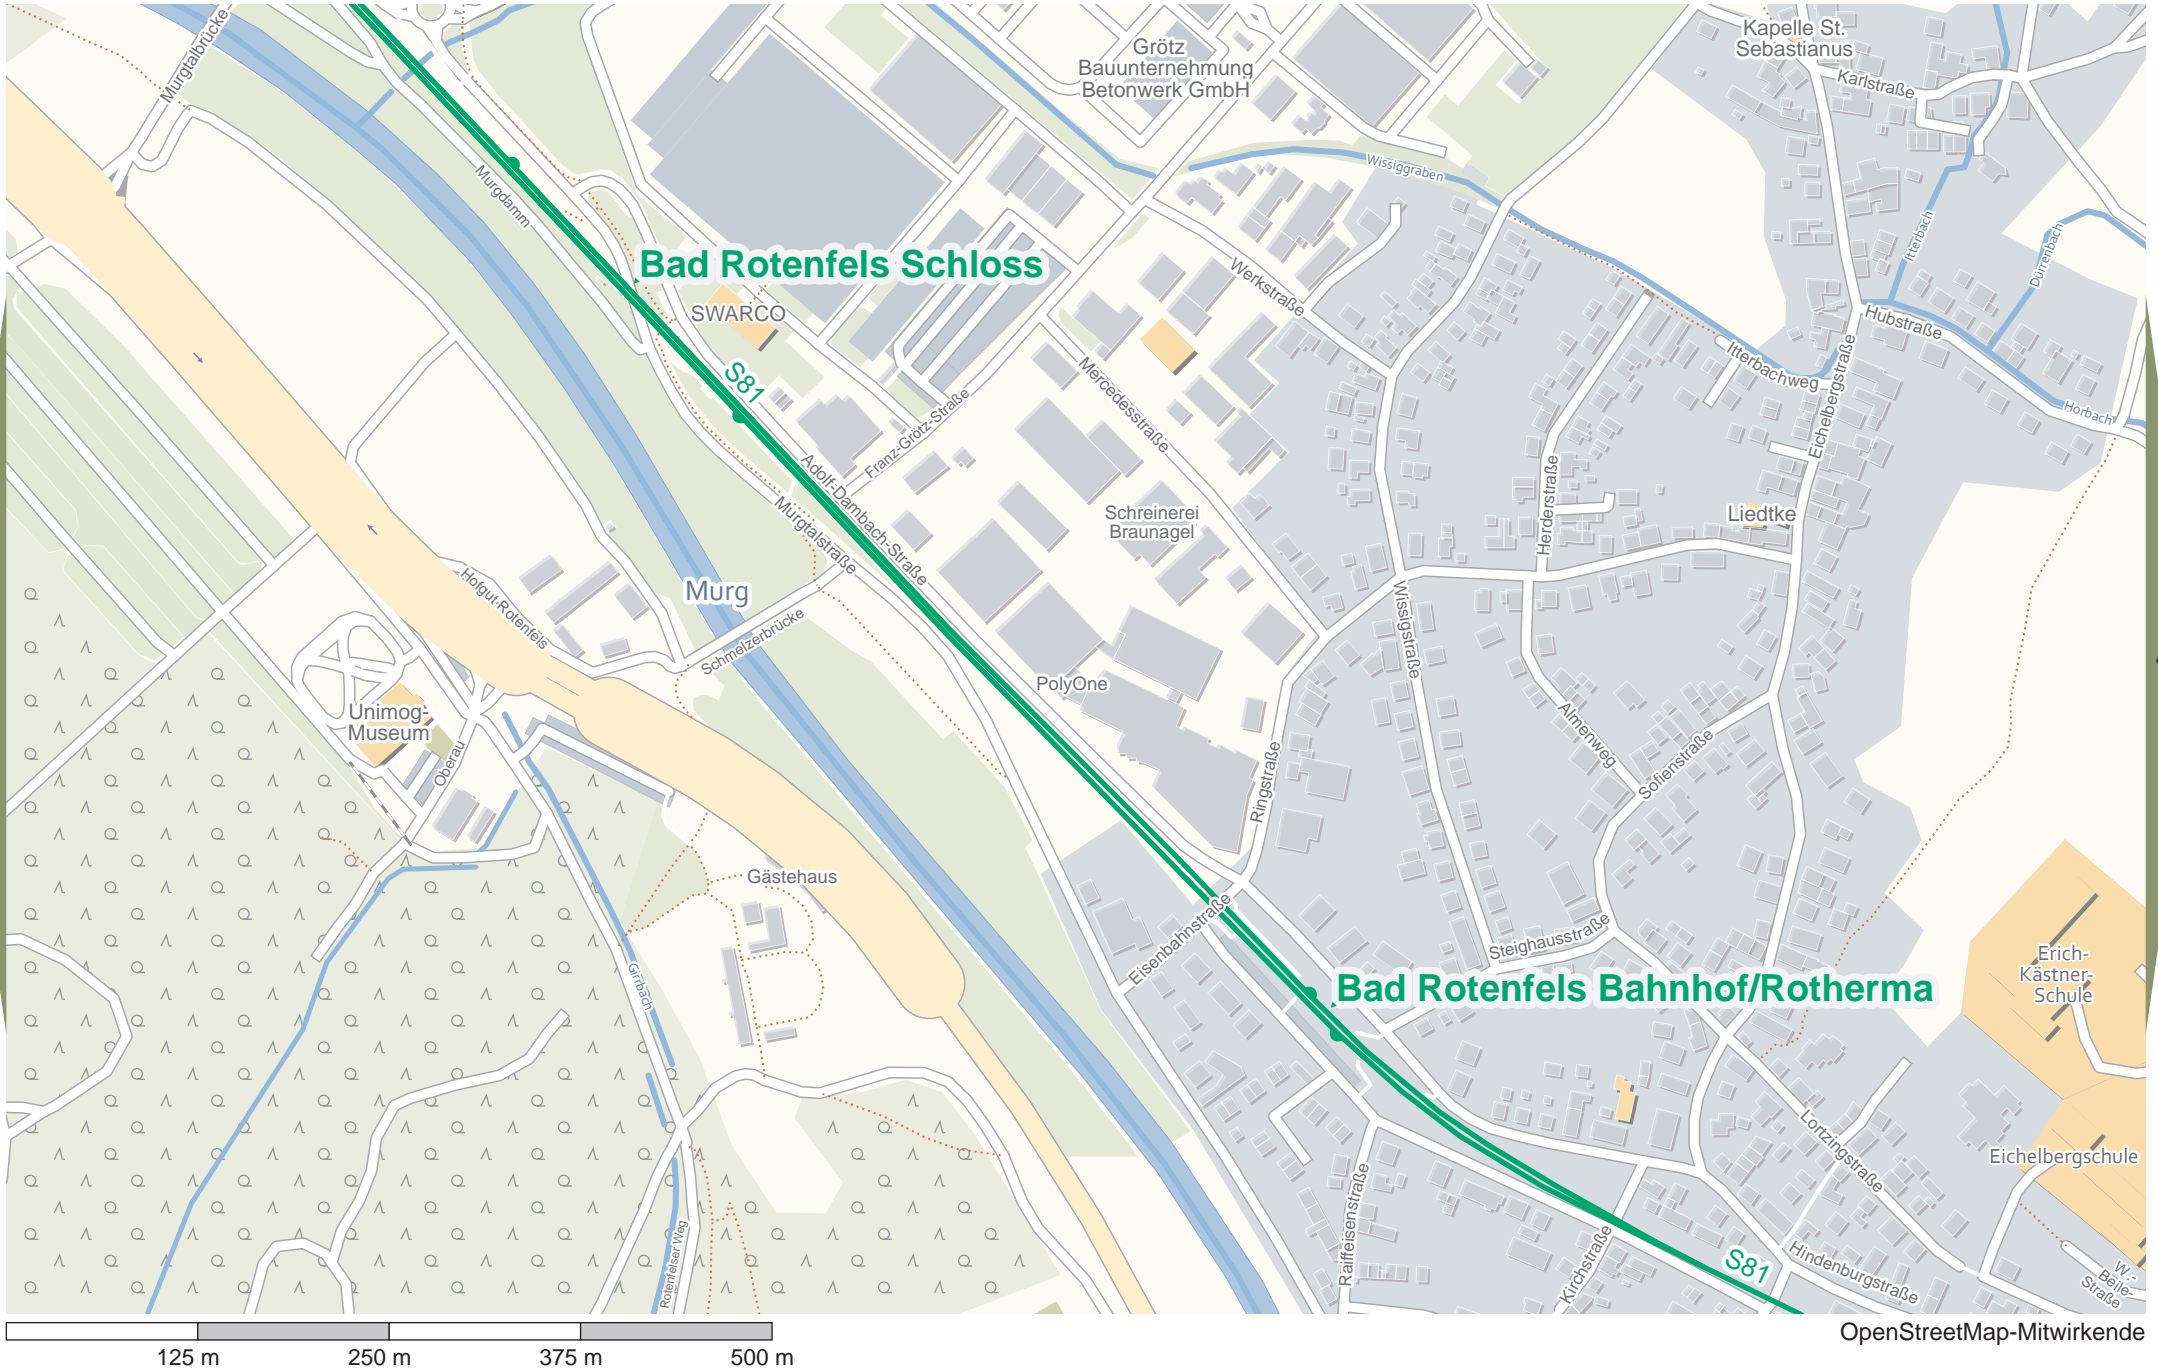 Murgtalbrücke
Grötz
Bauunternehmung
Betonwerk GmbH
Kapelle St.
Sebastianus
Karlstraße
Wissiggraben
Murgdamm
Itterbach
Dürrenbach
Bad Rotenfels Schloss
SWARCO
Werkstraße
Hubstraße
Itterbachweg
Eichelbergstraße
Horbach
S81
Mercedesstraße
Franz-Grötz-Straße
Adolf-Dambach-Straße
Murgtalstraße
Schreinerei
Braunagel
Herderstraße
Liedtke
Hofgut-Rotenfels
Murg
Schmelzerbrücke
Wissigstraße
PolyOne
Unimog-
Museum
Oberau
Almenweg
Sofienstraße
Ringstraße
Gästehaus
Eisenbahnstraße
Steighausstraße
Girrbach
Bad Rotenfels Bahnhof/Rotherma
Erich-
Kästner-
Schule
Lortzingstraße
Eichelbergschule
Raiffeisenstraße
Kirchstraße
Rotenfelser Weg
S81
Hindenburgstraße
W.-
Beile-
Straße
OpenStreetMap-Mitwirkende
125 m
250 m
375 m
500 m